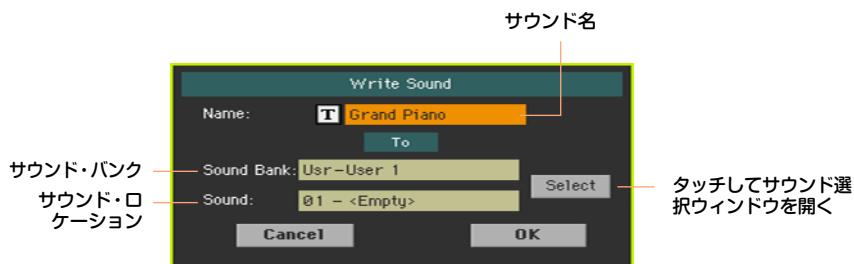 サウンド名
Write Sound
Name:
T Grand Piano
To
サウンド・バンク
Sound Bank: Usr-User 1
Select
サウンド・ロ
ケーション
Sound: 01 - <Empty>
タッチしてサウンド選
択ウィンドウを開く
Cancel
OK